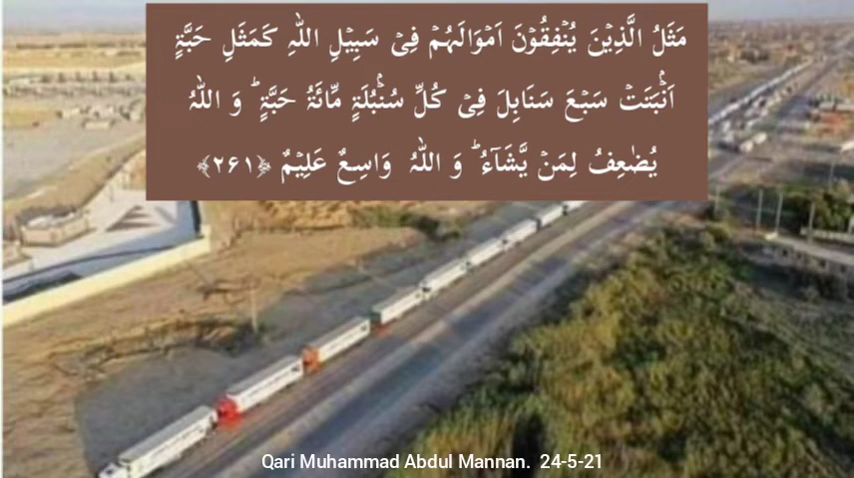 مَثَلُ الَّذِیۡنَ یُنۡفِقُوۡنَ اَمۡوَالَہُمۡ فِیۡ سَبِیۡلِ اللّٰہِ کَمَثَلِ حَبَّۃٍ
اَنۡۢبَتَتۡ سَبۡعَ سَنَابِلَ فِیۡ کُلِّ سُنۡۢبُلَۃٍ مِّائَۃُ حَبَّۃٍ ؕ وَ اللّٰہُ
یُضٰعِفُ لِمَنۡ یَّشَآءُ ؕ وَ اللّٰہُ وَاسِعٌ عَلِیۡمٌ ﴿۲۶۱﴾
Qari Muhammad Abdul Mannan. 24-5-21